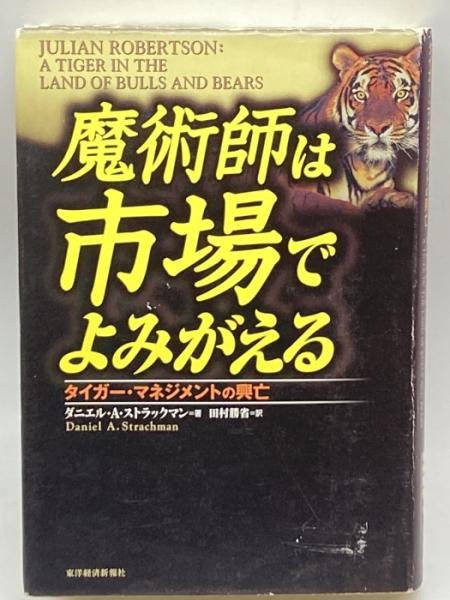 JULIAN ROBERTSON:
A TIGER IN THE
LAND OF BULLS AND BEARS
魔術師は
市場で
よみがえる
タイガー・マネジメントの興亡
ダニエル・A・ストラックマン=著 田村勝省=訳
Daniel A. Strachman
東洋経済新報社